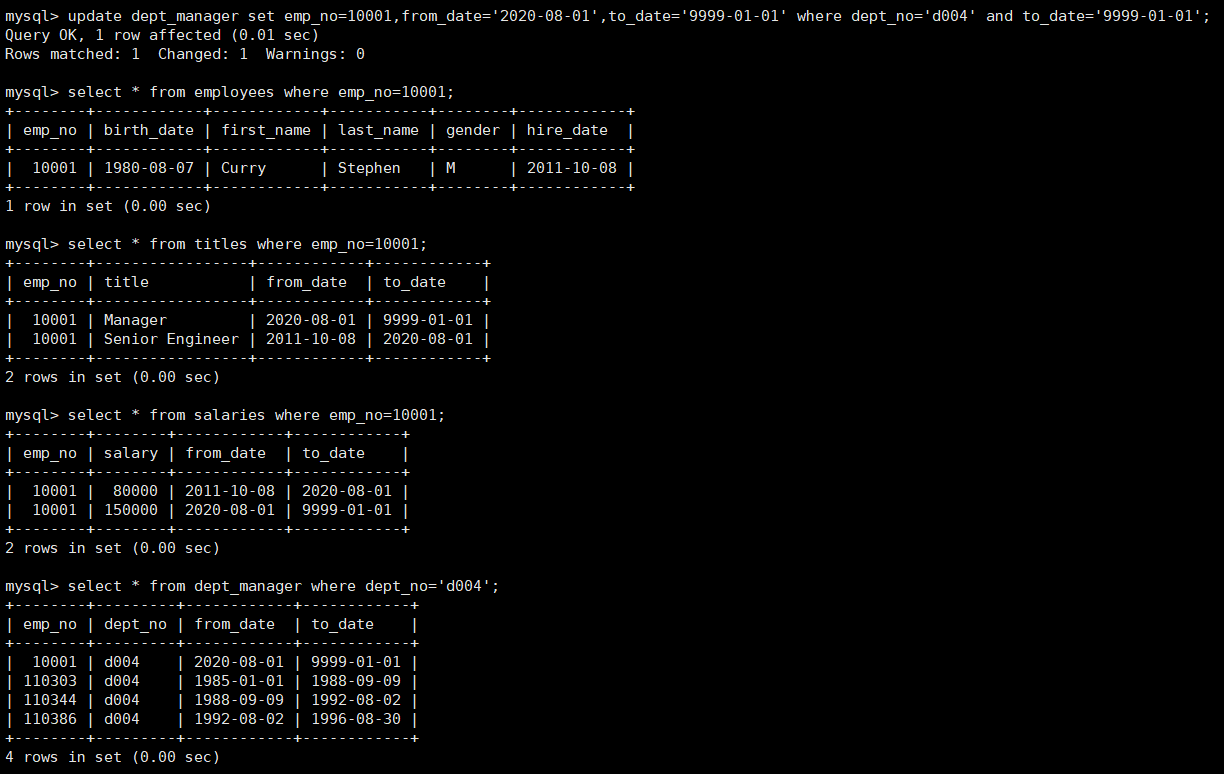 mysql> update dept_manager set emp_no=10001,from_date='2020-08-01',to_date='9999-01-01' where dept_no='d004' and to_date='9999-01-01';
Query OK, 1 row affected (0.01 sec)
Rows matched: 1  Changed: 1  Warnings: 0

mysql> select * from employees where emp_no=10001;
+--------+------------+------------+-----------+--------+------------+
| emp_no | birth_date | first_name | last_name | gender | hire_date  |
+--------+------------+------------+-----------+--------+------------+
|  10001 | 1980-08-07 | Curry      | Stephen   | M      | 2011-10-08 |
+--------+------------+------------+-----------+--------+------------+
1 row in set (0.00 sec)

mysql> select * from titles where emp_no=10001;
+--------+-----------------+------------+------------+
| emp_no | title           | from_date  | to_date    |
+--------+-----------------+------------+------------+
|  10001 | Manager         | 2020-08-01 | 9999-01-01 |
|  10001 | Senior Engineer | 2011-10-08 | 2020-08-01 |
+--------+-----------------+------------+------------+
2 rows in set (0.00 sec)

mysql> select * from salaries where emp_no=10001;
+--------+--------+------------+------------+
| emp_no | salary | from_date  | to_date    |
+--------+--------+------------+------------+
|  10001 |  80000 | 2011-10-08 | 2020-08-01 |
|  10001 | 150000 | 2020-08-01 | 9999-01-01 |
+--------+--------+------------+------------+
2 rows in set (0.00 sec)

mysql> select * from dept_manager where dept_no='d004';
+--------+---------+------------+------------+
| emp_no | dept_no | from_date  | to_date    |
+--------+---------+------------+------------+
|  10001 | d004    | 2020-08-01 | 9999-01-01 |
| 110303 | d004    | 1985-01-01 | 1988-09-09 |
| 110344 | d004    | 1988-09-09 | 1992-08-02 |
| 110386 | d004    | 1992-08-02 | 1996-08-30 |
+--------+---------+------------+------------+
4 rows in set (0.00 sec)